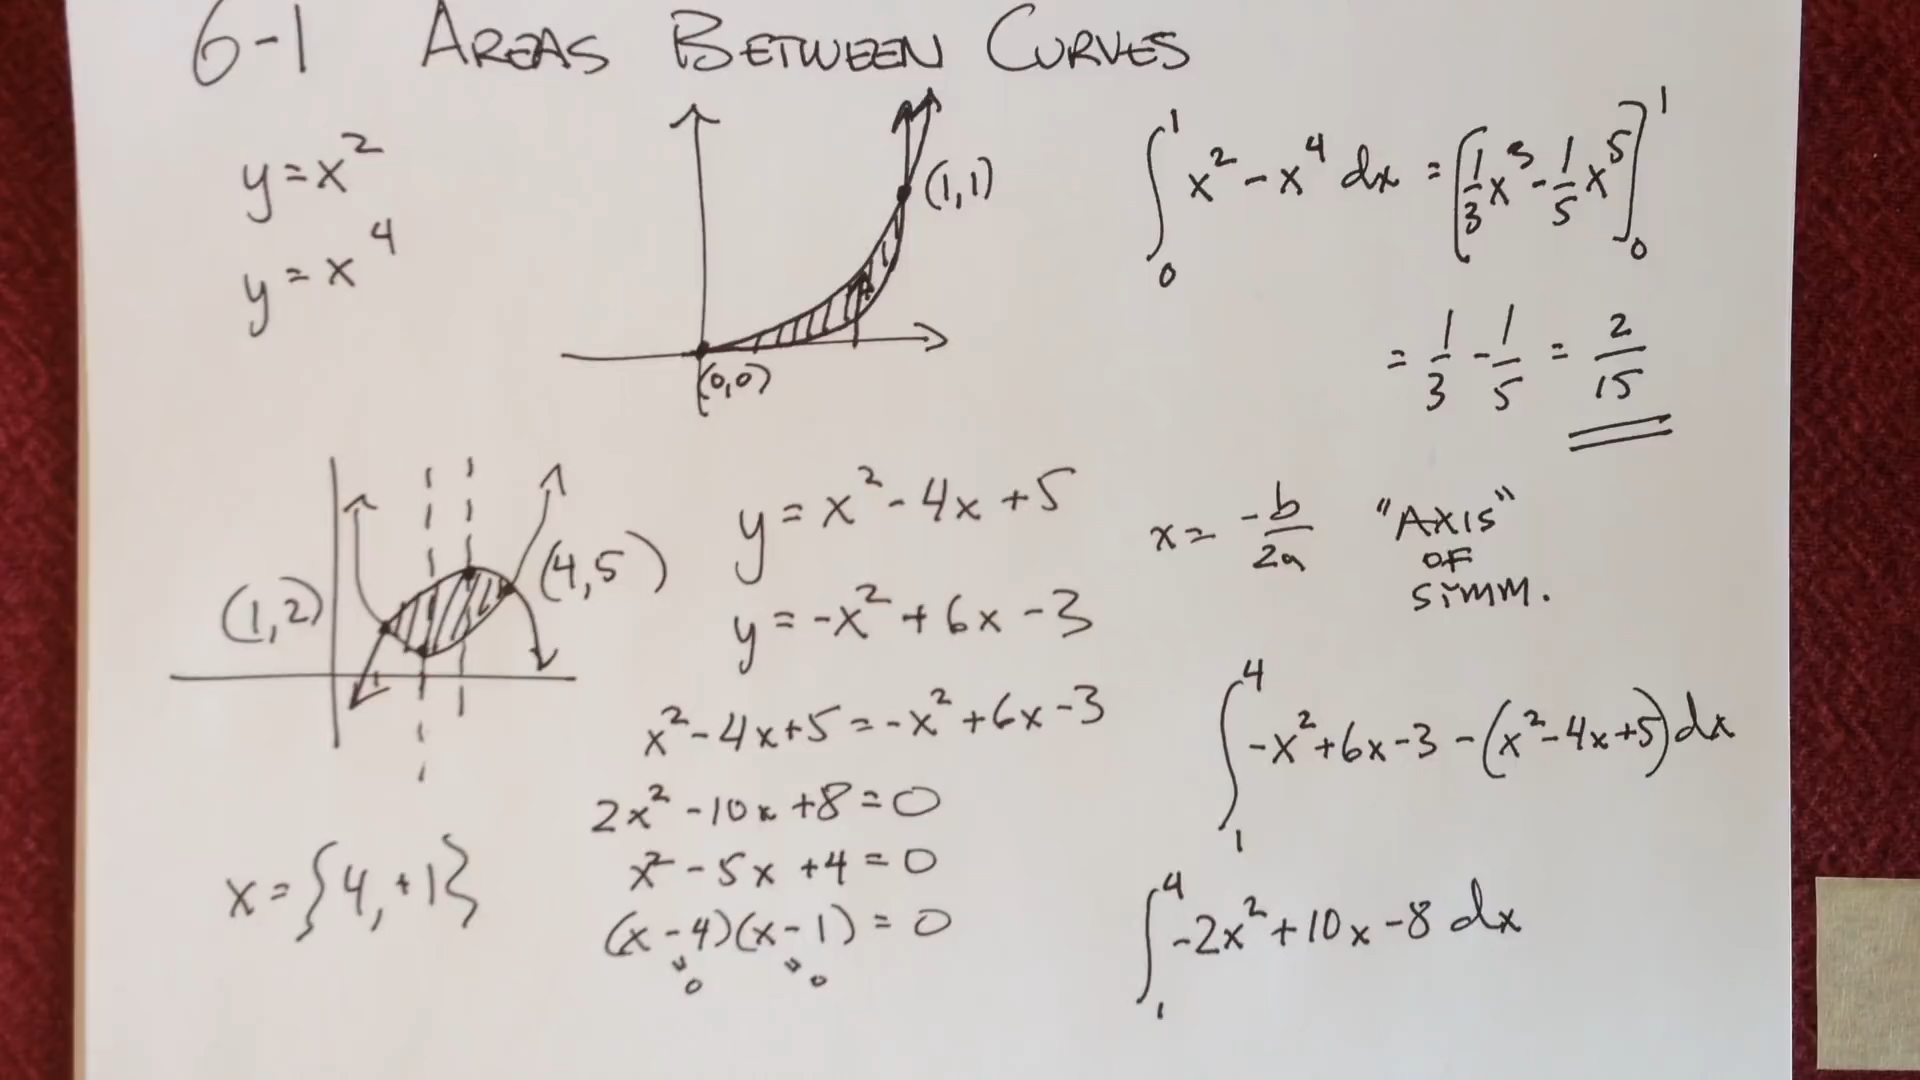 6-1 AREAS BETWEEN CURVES
y = x²
y = x⁴
(1,1)
(0,0)
∫₀¹ x² - x⁴ dx = [1/3 x³ - 1/5 x⁵]₀¹
= 1/3 - 1/5 = 2/15
(1,2)
(4,5)
1
x = {4, +1}
y = x² - 4x + 5
y = -x² + 6x - 3
x² - 4x + 5 = -x² + 6x - 3
2x² - 10x + 8 = 0
x² - 5x + 4 = 0
(x - 4)(x - 1) = 0
0 0
x = -b/2a "AXIS"
OF
SIMM.
∫₁⁴ -x² + 6x - 3 - (x² - 4x + 5) dx
∫₁⁴ -2x² + 10x - 8 dx